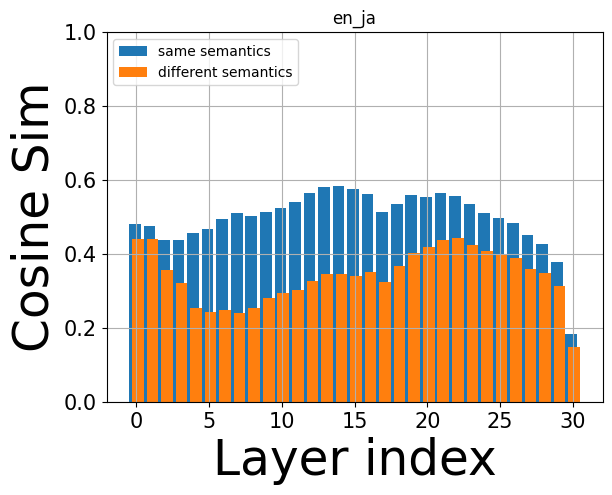 en_ja
same semantics
different semantics
Cosine Sim
1.0
0.8
0.6
0.4
0.2
0.0
0 5 10 15 20 25 30
Layer index